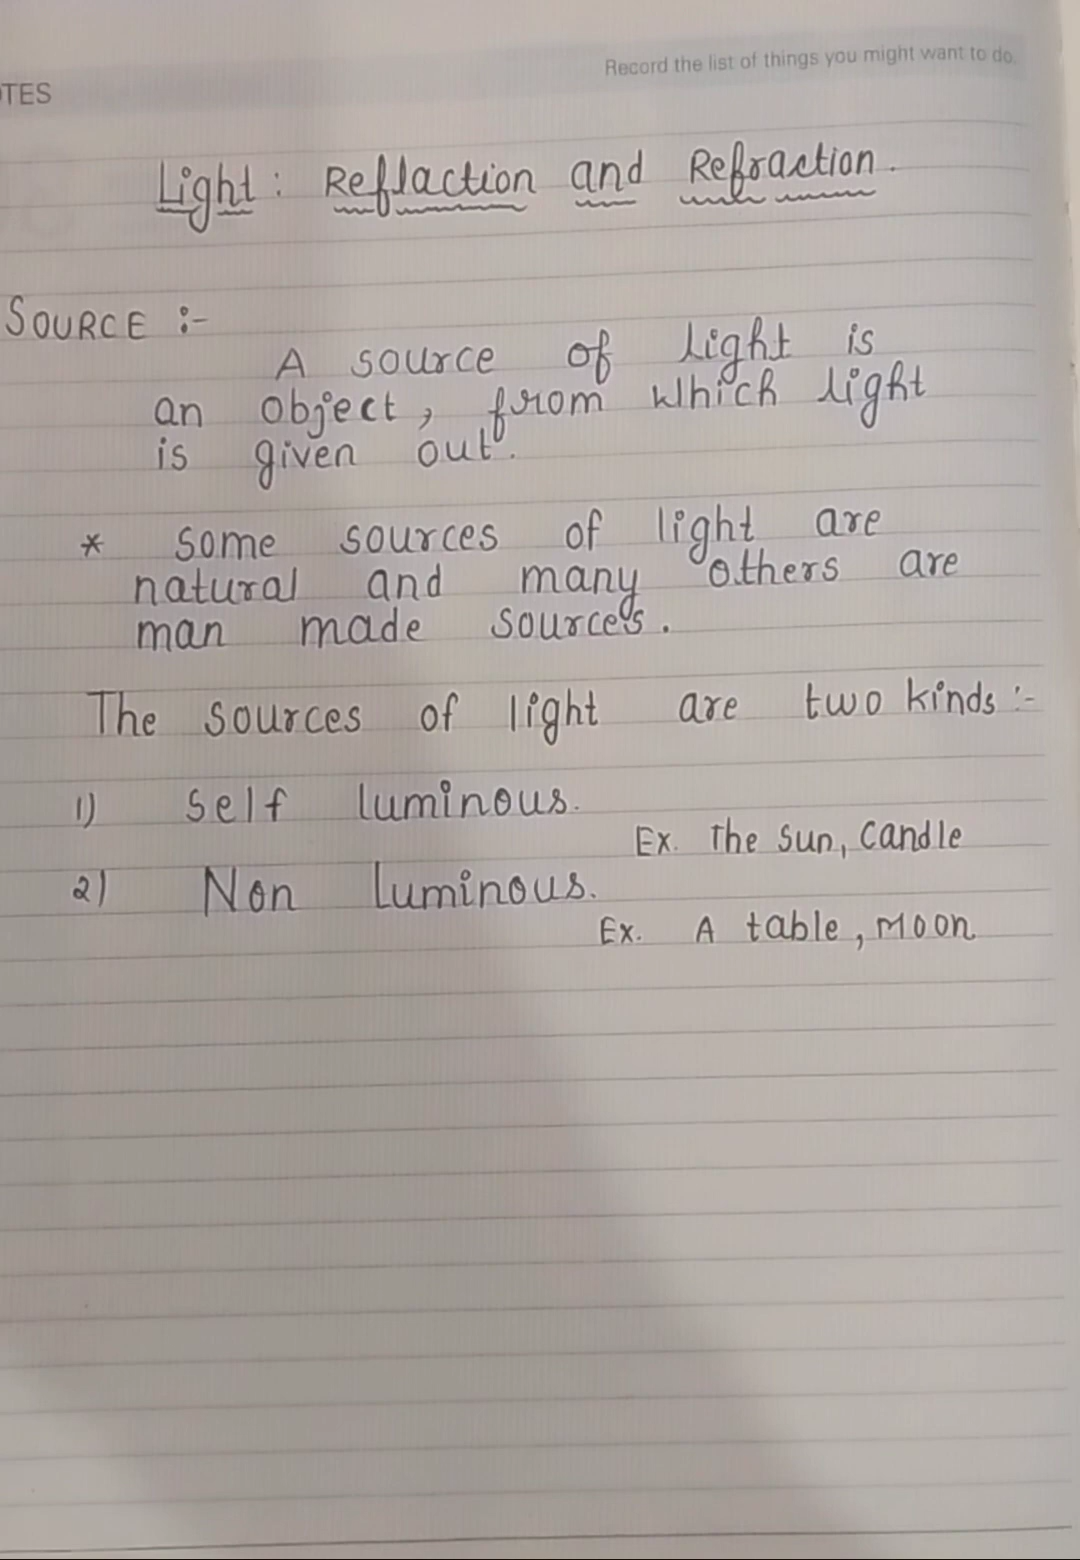 Record the list of things you might want to do.
OTES
Light : Reflaction and Refraction.
SOURCE :-
A source of light is
an object, from which light
is given out.
* some sources of light are
natural and many others are
man made sources.
The sources of light are two kinds :-
1) self luminous.
Ex. The sun, candle
2) Non luminous.
Ex. A table, Moon